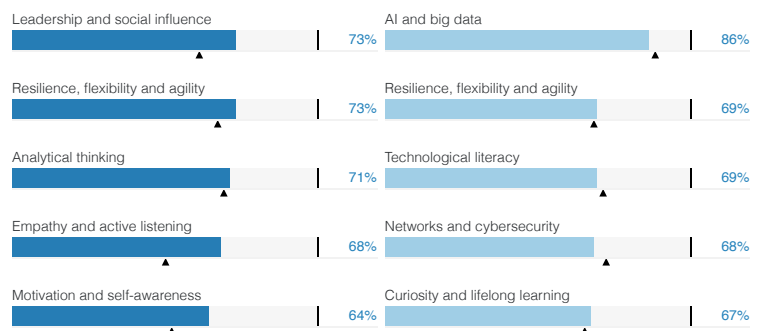 Leadership and social influence
73%
Resilience, flexibility and agility
73%
Analytical thinking
71%
Empathy and active listening
68%
Motivation and self-awareness
64%
AI and big data
86%
Resilience, flexibility and agility
69%
Technological literacy
69%
Networks and cybersecurity
68%
Curiosity and lifelong learning
67%